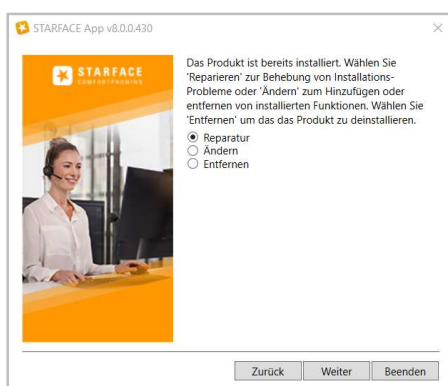 STARFACE App v8.0.0.430
STARFACE
COMFORTPHONING
Das Produkt ist bereits installiert. Wählen Sie
'Reparieren' zur Behebung von Installations-
Probleme oder 'Ändern' zum Hinzufügen oder
entfernen von installierten Funktionen. Wählen Sie
'Entfernen' um das das Produkt zu deinstallieren.
Reparatur
Ändern
Entfernen
Zurück Weiter Beenden